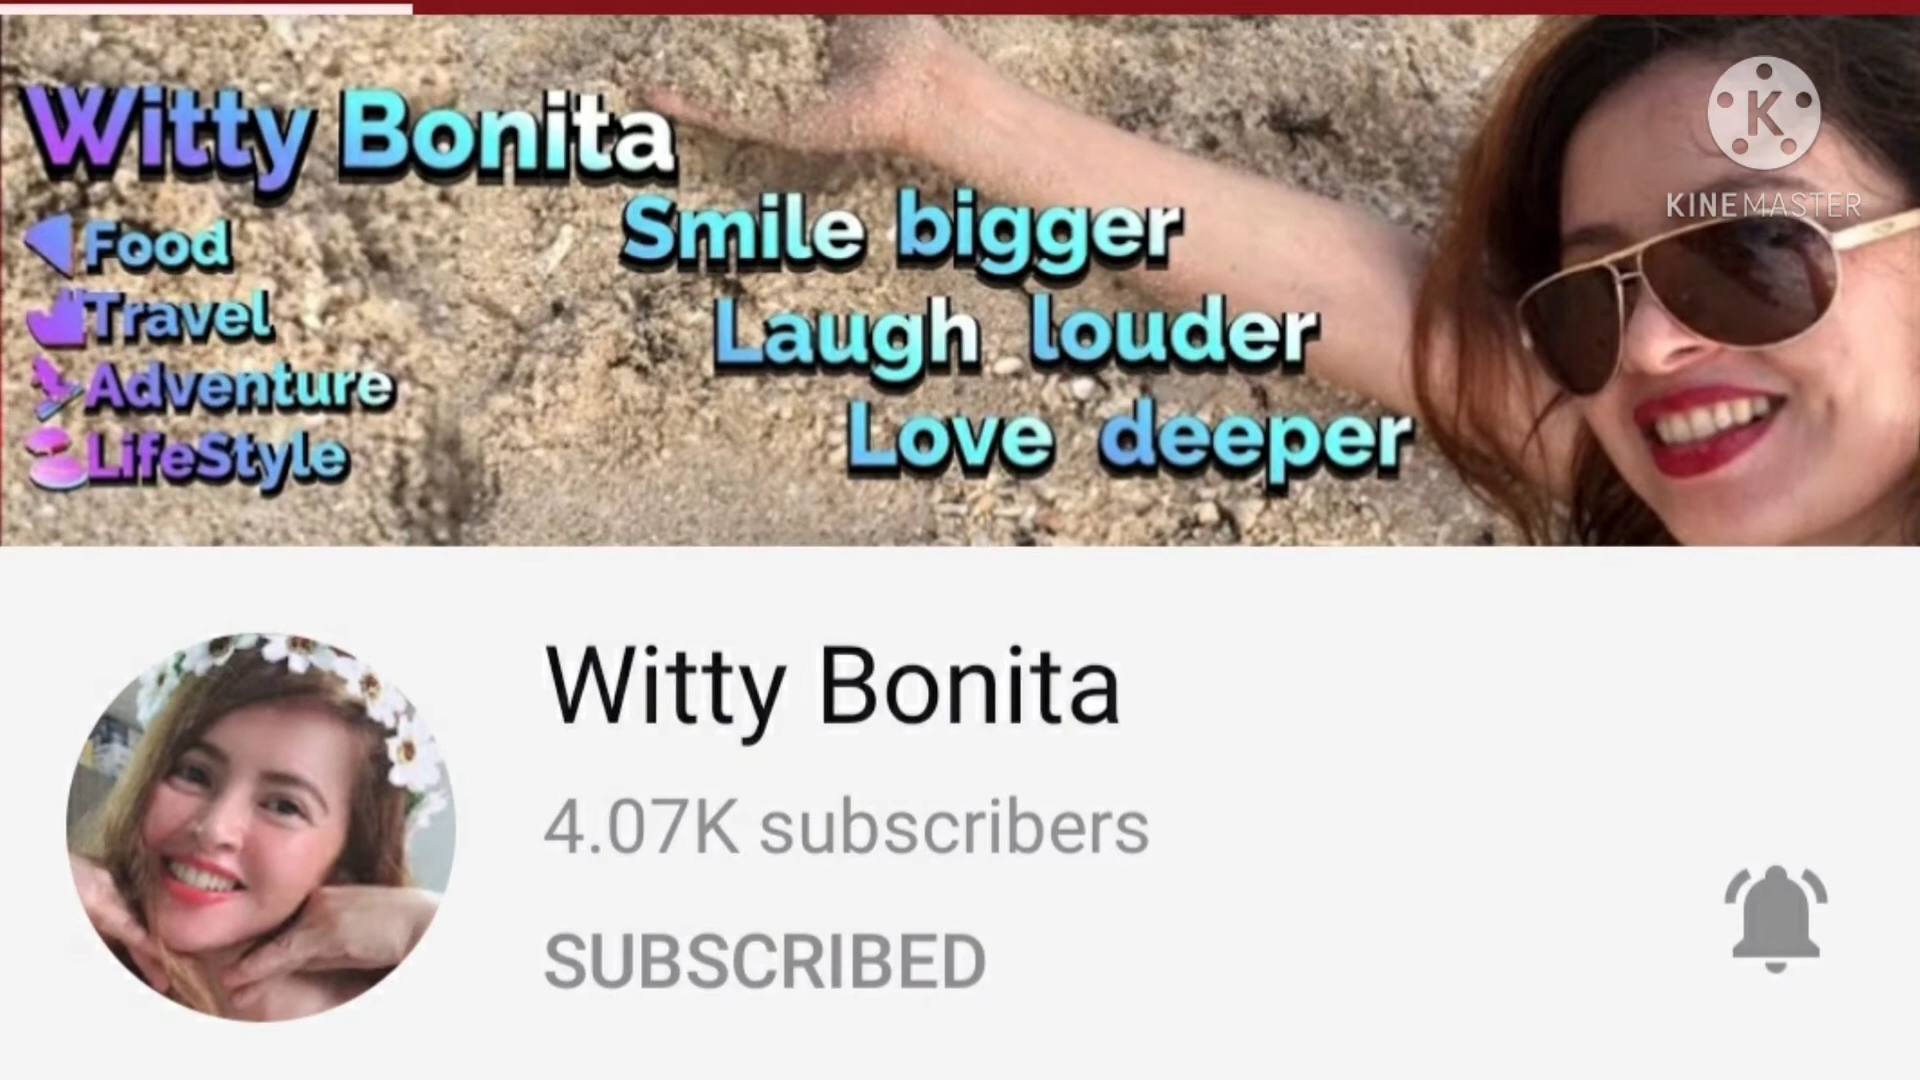 Witty Bonita
Food
Travel
Adventure
LifeStyle
Smile bigger
Laugh louder
Love deeper
K
KINEMASTER
Witty Bonita
4.07K subscribers
SUBSCRIBED